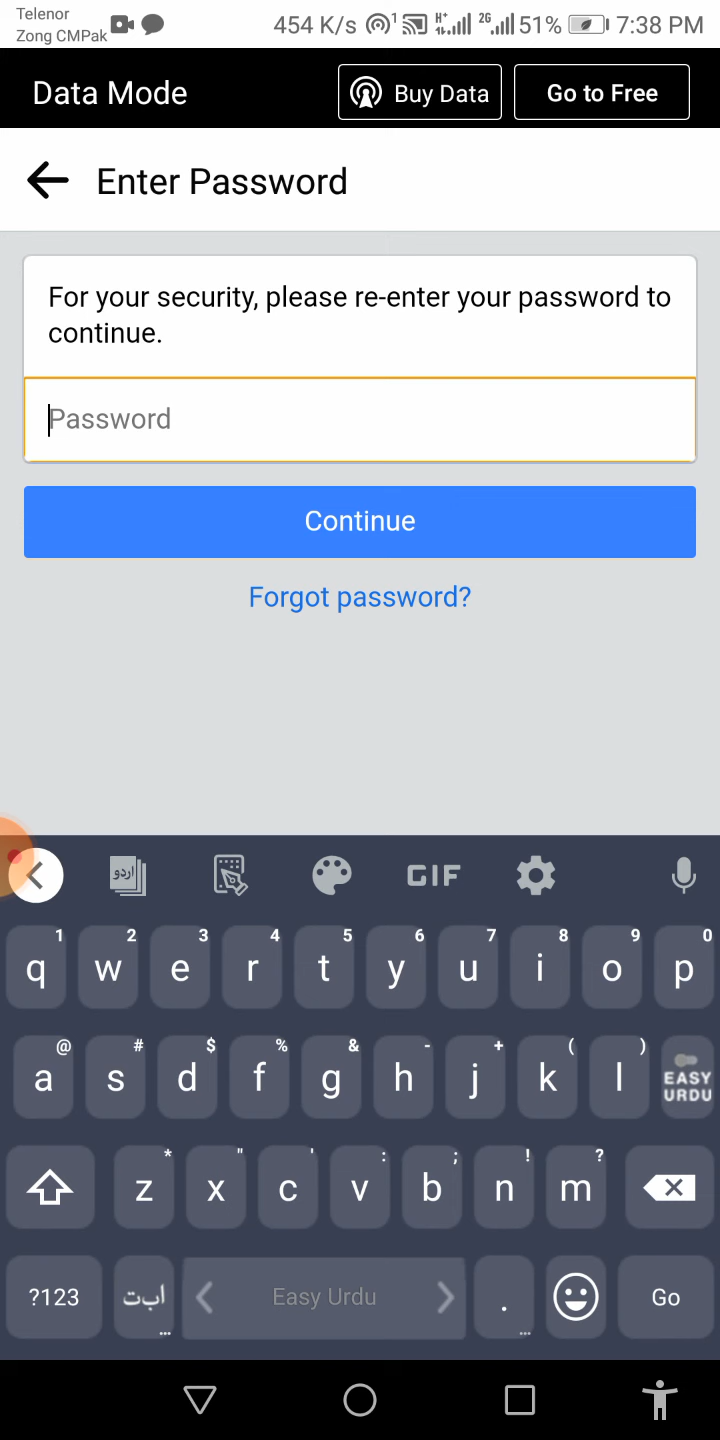 Telenor
Zong CMPak
454 K/s 1 H+ 2G 51% 7:38 PM
Data Mode Buy Data Go to Free
Enter Password
For your security, please re-enter your password to
continue.
Password
Continue
Forgot password?
اردو GIF
1 2 3 4 5 6 7 8 9 0
q w e r t y u i o p
@ # $ % & - + ( )
a s d f g h j k l EASY
URDU
* " ' : ; ! ?
z x c v b n m
?123 ا ب ت Easy Urdu . Go
... ...